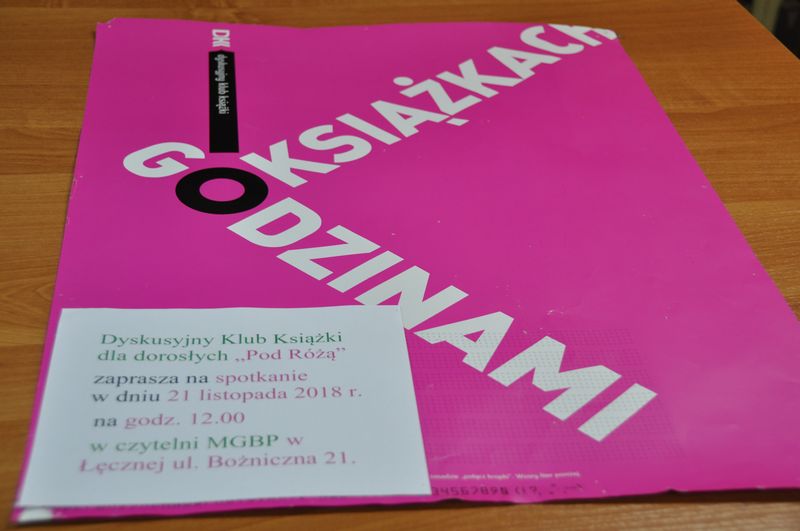 DKK
dyskusyjny klub książki
O KSIĄŻKACH
GODZINAMI
Dyskusyjny Klub Książki
dla dorosłych „Pod Różą”
zaprasza na spotkanie
w dniu 21 listopada 2018 r.
na godz. 12.00
w czytelni MGBP w
Łęcznej ul. Bożniczna 21.